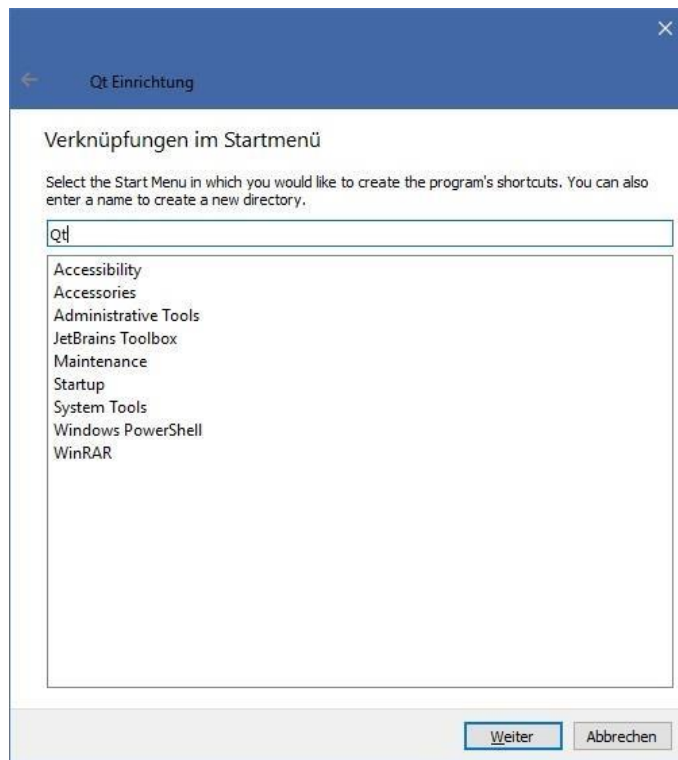 Qt Einrichtung
Verknüpfungen im Startmenü
Select the Start Menu in which you would like to create the program's shortcuts. You can also
enter a name to create a new directory.
Qt
Accessibility
Accessories
Administrative Tools
JetBrains Toolbox
Maintenance
Startup
System Tools
Windows PowerShell
WinRAR
Weiter Abbrechen